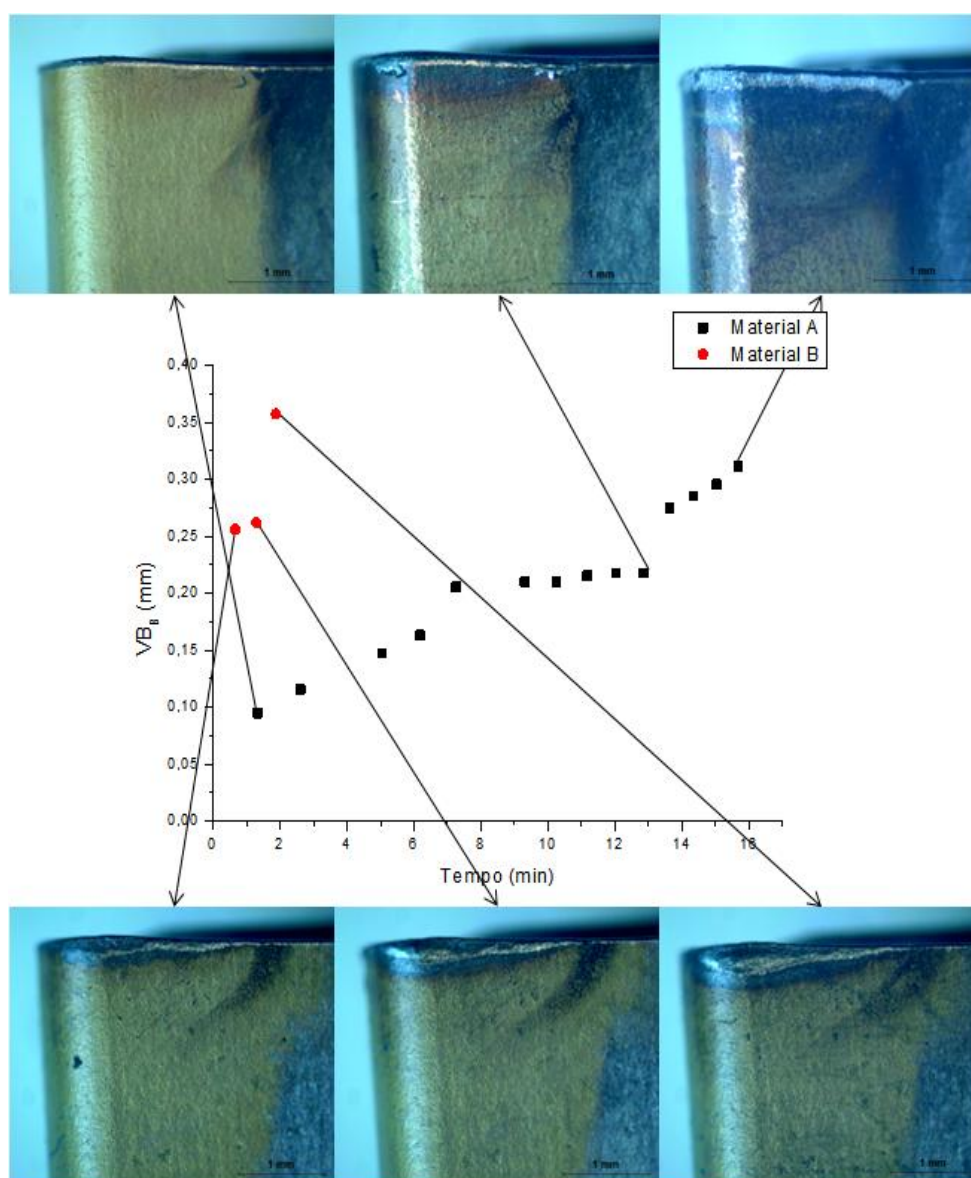 1 mm
1 mm
1 mm
Material A
Material B
0,40
0,35
0,30
0,25
0,20
0,15
0,10
0,05
0,00
VB_B (mm)
0 2 4 6 8 10 12 14 16
Tempo (min)
1 mm
1 mm
1 mm